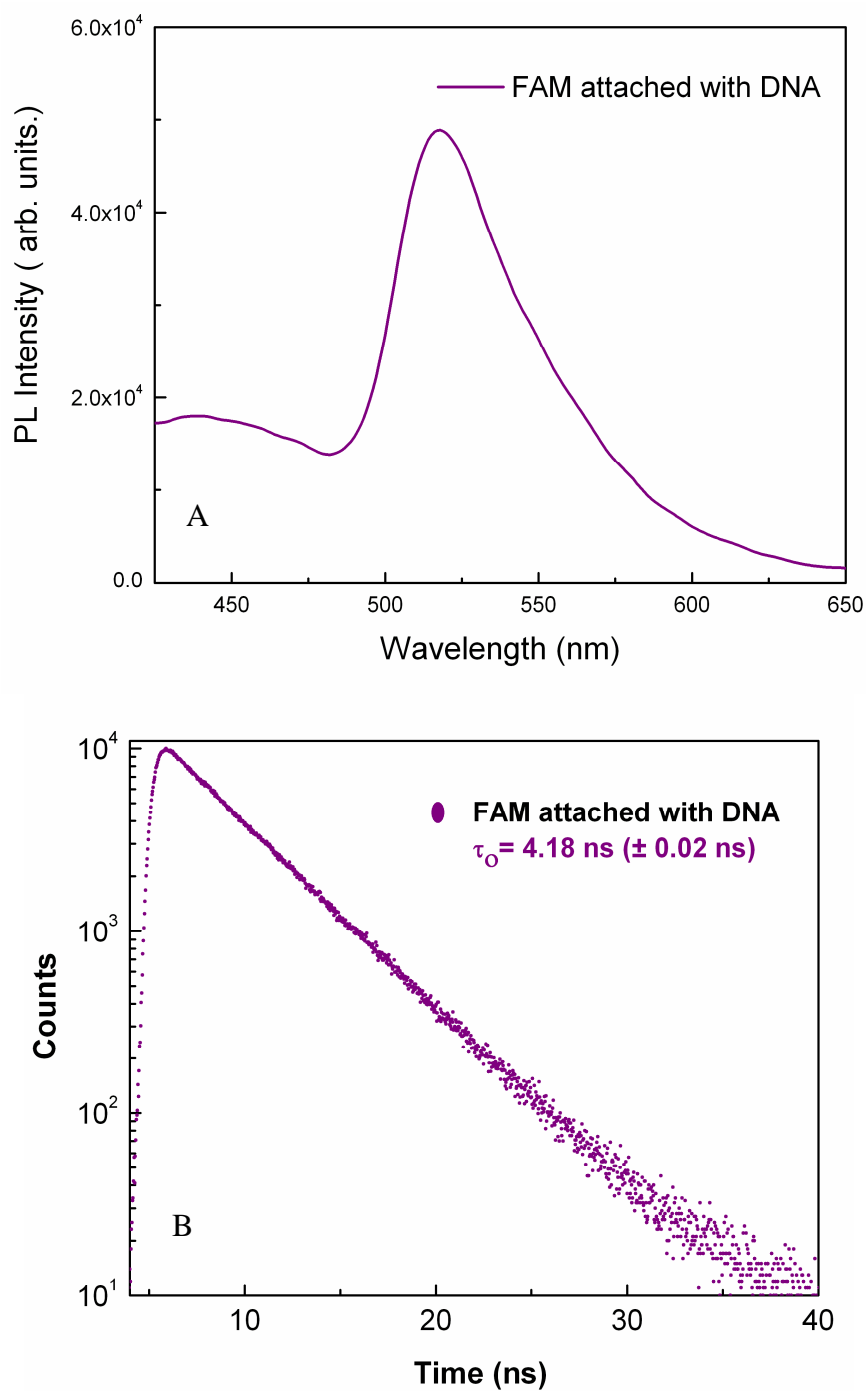 6.0x10⁴
FAM attached with DNA
4.0x10⁴
PL Intensity ( arb. units.)
2.0x10⁴
A
0.0
450 500 550 600 650
Wavelength (nm)
10⁴
FAM attached with DNA
τo= 4.18 ns (± 0.02 ns)
10³
Counts
10²
B
10¹
10 20 30 40
Time (ns)